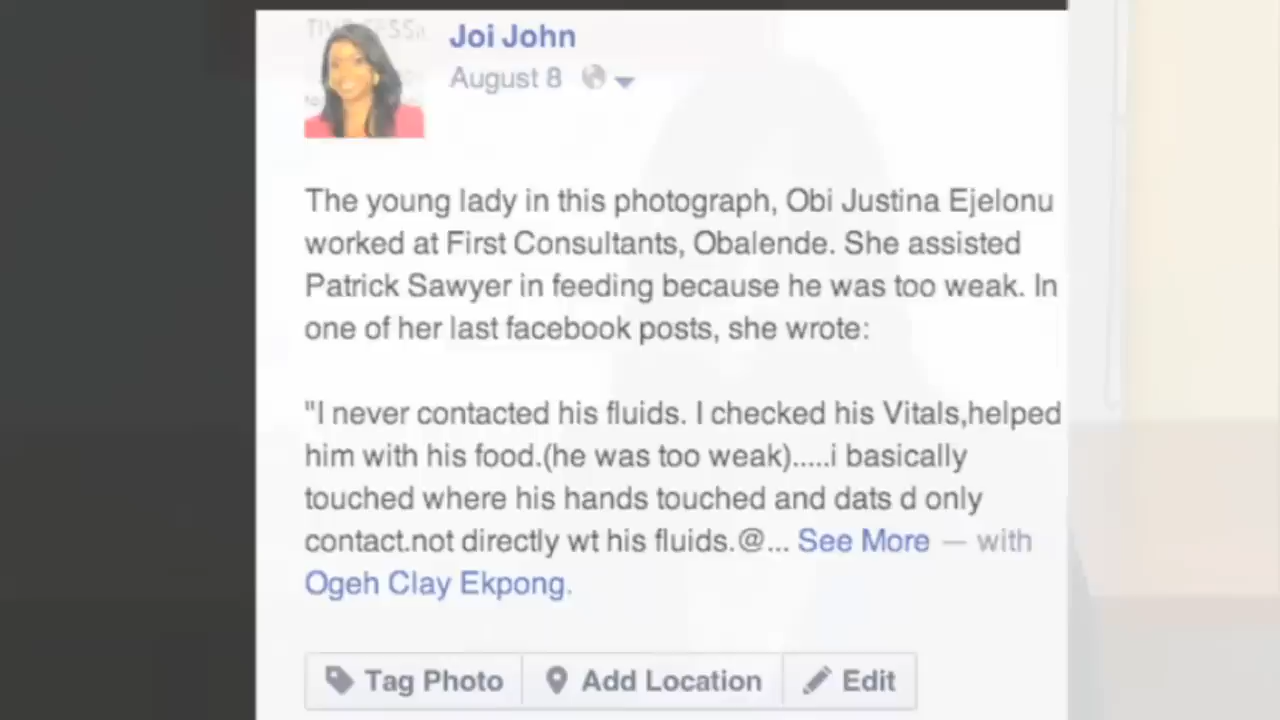 Joi John
August 8
The young lady in this photograph, Obi Justina Ejelonu
worked at First Consultants, Obalende. She assisted
Patrick Sawyer in feeding because he was too weak. In
one of her last facebook posts, she wrote:
"I never contacted his fluids. I checked his Vitals,helped
him with his food.(he was too weak).....i basically
touched where his hands touched and dats d only
contact.not directly wt his fluids.@... See More — with
Ogeh Clay Ekpong.
Tag Photo Add Location Edit